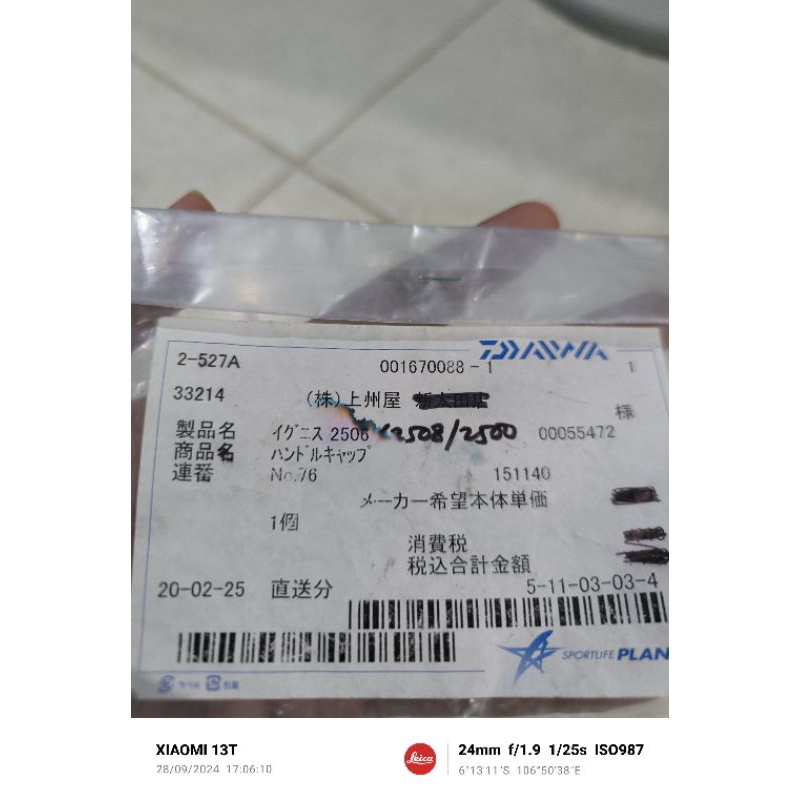 DAIWA
2-527A 001670088-1 1
33214 (株)上州屋 様
製品名 イグニス 2506 2508/2500 00055472
商品名 ハンドルキャップ
連番 No.76 151140
メーカー希望本体単価
1個
消費税
税込合計金額
20-02-25 直送分 5-11-03-03-4
SPORTLIFE PLAN
ラベル
XIAOMI 13T
28/09/2024 17:06:10
Leica
24mm f/1.9 1/25s ISO987
6°13'11"S 106°50'38"E